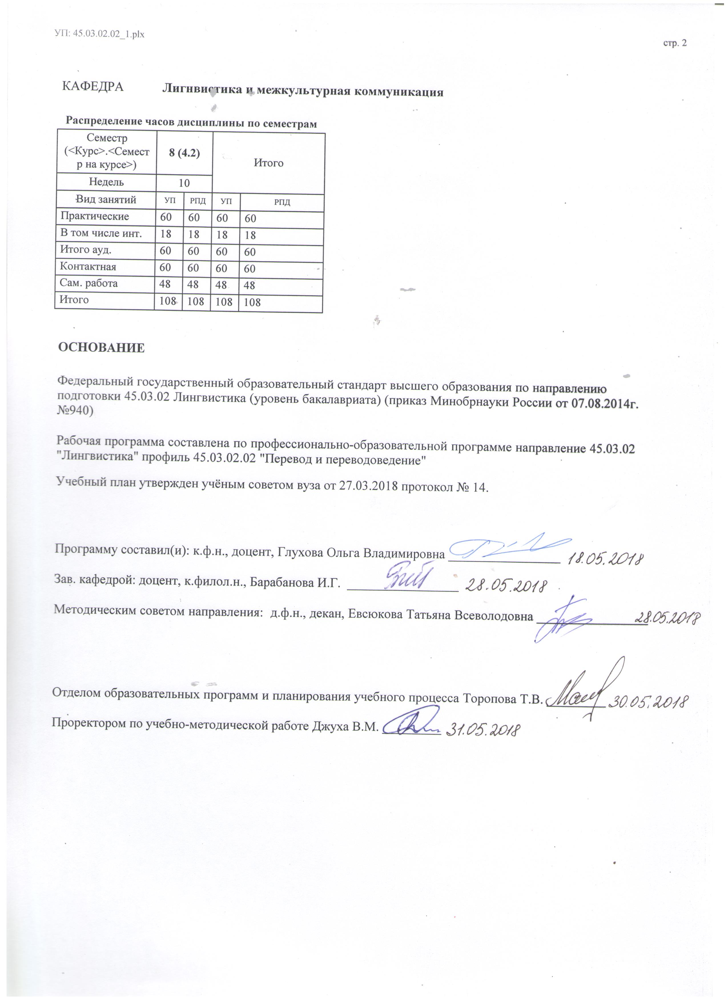 УП: 45.03.02.02_1.plx
стр. 2
КАФЕДРА Лигнвистика и межкультурная коммуникация
Распределение часов дисциплины по семестрам
Семестр
(<Курс>.<Семест
р на курсе>)
8 (4.2)
Итого
Недель 10
Вид занятий УП РПД УП РПД
Практические 60 60 60 60
В том числе инт. 18 18 18 18
Итого ауд. 60 60 60 60
Контактная 60 60 60 60
Сам. работа 48 48 48 48
Итого 108 108 108 108
ОСНОВАНИЕ
Федеральный государственный образовательный стандарт высшего образования по направлению
подготовки 45.03.02 Лингвистика (уровень бакалавриата) (приказ Минобрнауки России от 07.08.2014г.
№940)
Рабочая программа составлена по профессионально-образовательной программе направление 45.03.02
"Лингвистика" профиль 45.03.02.02 "Перевод и переводоведение"
Учебный план утвержден учёным советом вуза от 27.03.2018 протокол № 14.
Программу составил(и): к.ф.н., доцент, Глухова Ольга Владимировна 18.05.2018
Зав. кафедрой: доцент, к.филол.н., Барабанова И.Г. 28.05.2018
Методическим советом направления: д.ф.н., декан, Евсюкова Татьяна Всеволодовна 28.05.2018
Отделом образовательных программ и планирования учебного процесса Торопова Т.В. 30.05.2018
Проректором по учебно-методической работе Джуха В.М. 31.05.2018